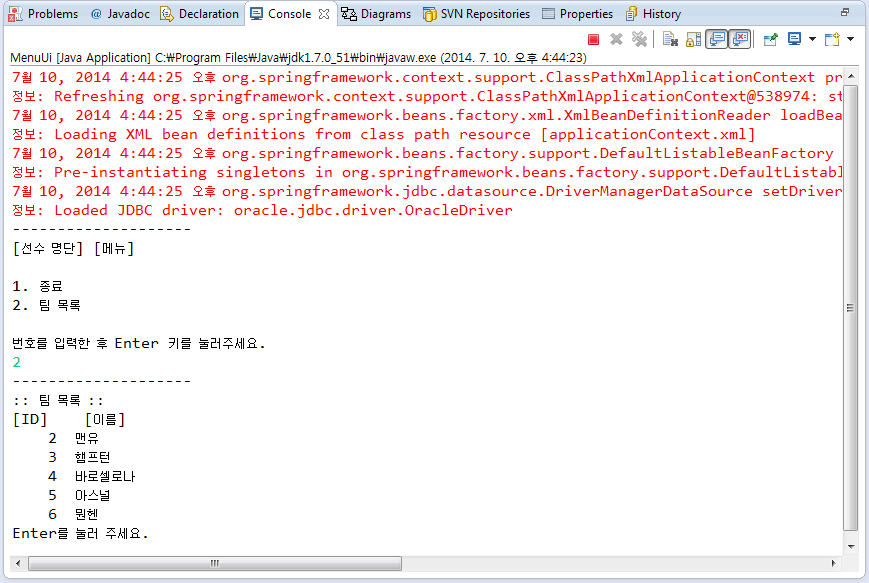 Problems @ Javadoc Declaration Console Diagrams SVN Repositories Properties History
MenuUi [Java Application] C:₩Program Files₩Java₩jdk1.7.0_51₩bin₩javaw.exe (2014. 7. 10. 오후 4:44:23)
7월 10, 2014 4:44:25 오후 org.springframework.context.support.ClassPathXmlApplicationContext pr
정보: Refreshing org.springframework.context.support.ClassPathXmlApplicationContext@538974: st
7월 10, 2014 4:44:25 오후 org.springframework.beans.factory.xml.XmlBeanDefinitionReader loadBea
정보: Loading XML bean definitions from class path resource [applicationContext.xml]
7월 10, 2014 4:44:25 오후 org.springframework.beans.factory.support.DefaultListableBeanFactory
정보: Pre-instantiating singletons in org.springframework.beans.factory.support.DefaultListabl
7월 10, 2014 4:44:25 오후 org.springframework.jdbc.datasource.DriverManagerDataSource setDriver
정보: Loaded JDBC driver: oracle.jdbc.driver.OracleDriver
--------------------
[선수 명단] [메뉴]
1. 종료
2. 팀 목록
번호를 입력한 후 Enter 키를 눌러주세요.
2
--------------------
:: 팀 목록 ::
[ID] [이름]
2 맨유
3 햄프턴
4 바로셀로나
5 아스널
6 뮌헨
Enter를 눌러 주세요.